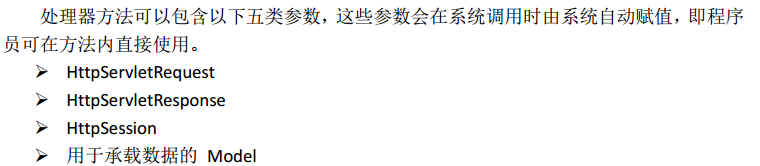 处理器方法可以包含以下五类参数，这些参数会在系统调用时由系统自动赋值，即程序
员可在方法内直接使用。
➢ HttpServletRequest
➢ HttpServletResponse
➢ HttpSession
➢ 用于承载数据的 Model